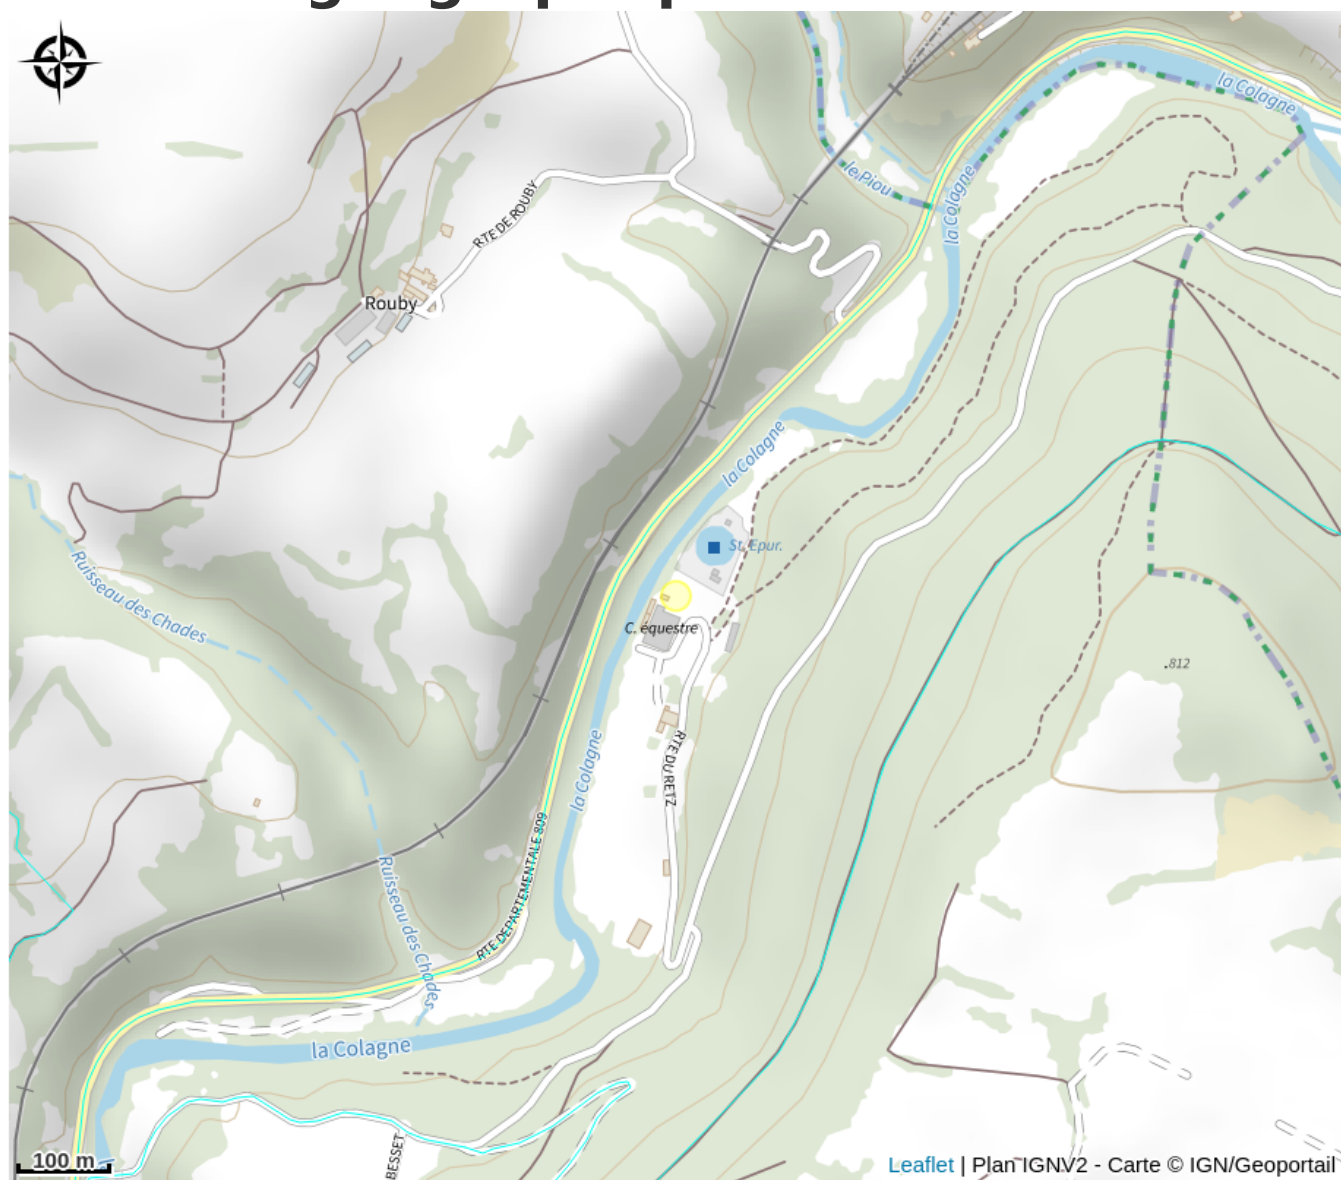 la Colagne
le Piou
la Colagne
RTE DE ROUBY
Rouby
la Colagne
St. Epur.
Ruisseau des Chades
C. équestre
.812
RTE DU RETZ
la Colagne
RTE DEPARTEMENTALE 809
Ruisseau des Chades
la Colagne
BESSET
100 m
Leaflet | Plan IGNV2 - Carte © IGN/Geoportail